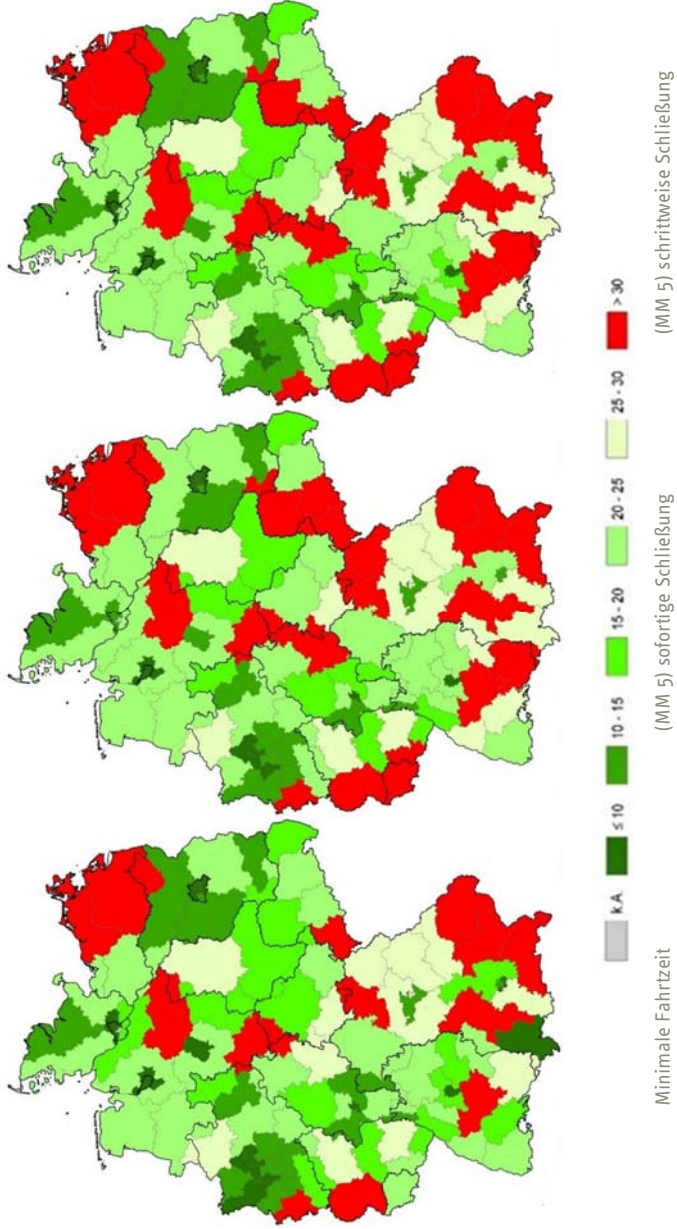 Minimale Fahrtzeit
(MM 5) sofortige Schließung
(MM 5) schrittweise Schließung
k.A.
≤ 10
10 - 15
15 - 20
20 - 25
25 - 30
> 30